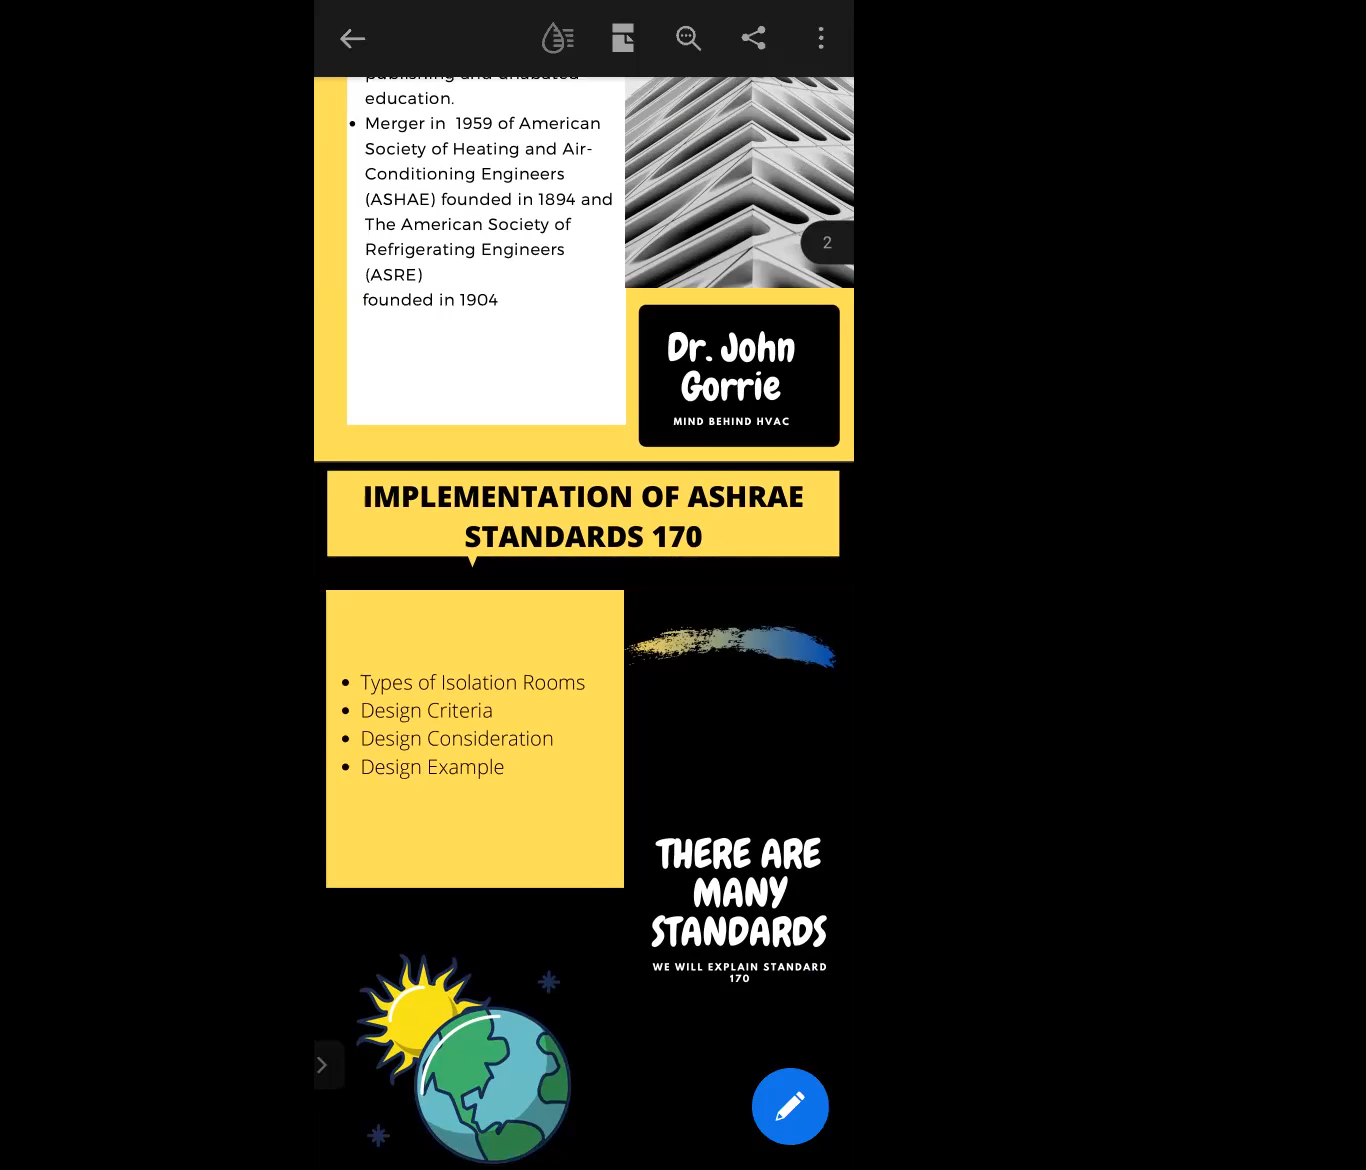 publishing and unabated
education.
• Merger in 1959 of American
Society of Heating and Air-
Conditioning Engineers
(ASHAE) founded in 1894 and
The American Society of
Refrigerating Engineers
(ASRE)
founded in 1904
2
Dr. John
Gorrie
MIND BEHIND HVAC
IMPLEMENTATION OF ASHRAE
STANDARDS 170
• Types of Isolation Rooms
• Design Criteria
• Design Consideration
• Design Example
THERE ARE
MANY
STANDARDS
WE WILL EXPLAIN STANDARD
170